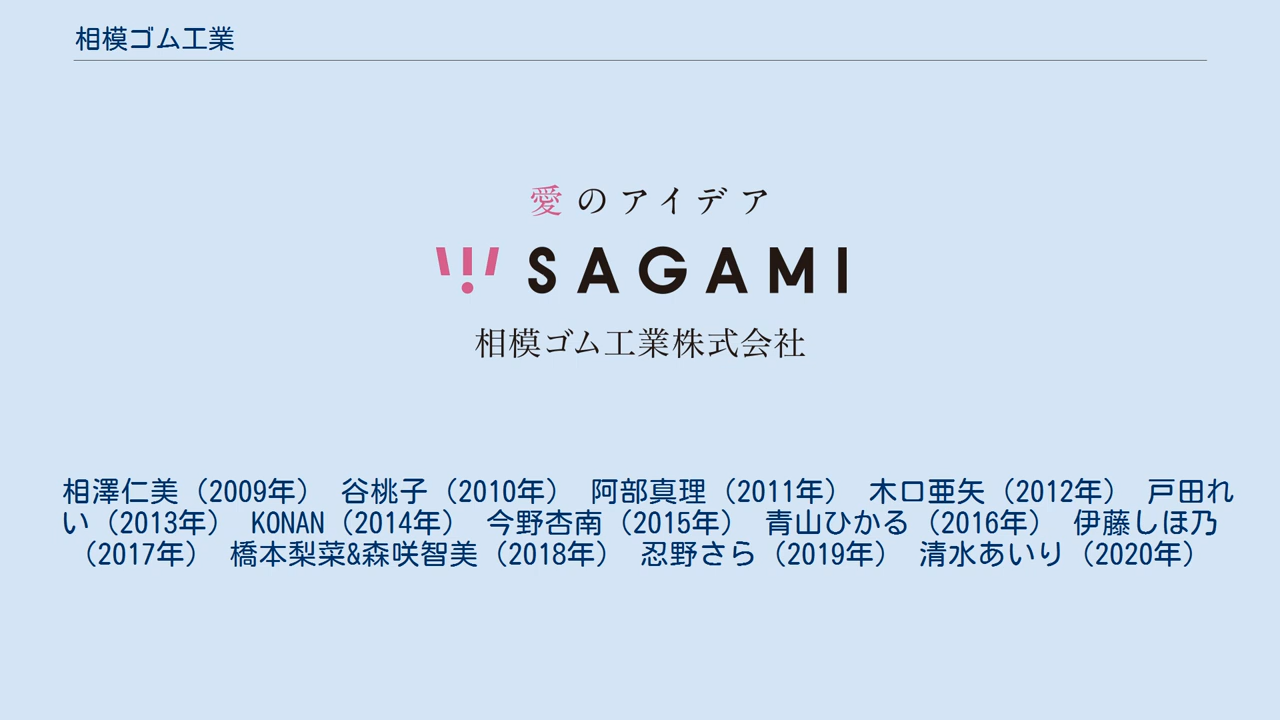 相模ゴム工業
愛のアイデア
SAGAMI
相模ゴム工業株式会社
相澤仁美（2009年） 谷桃子（2010年） 阿部真理（2011年） 木口亜矢（2012年） 戸田れ
い（2013年） KONAN（2014年） 今野杏南（2015年） 青山ひかる（2016年） 伊藤しほ乃
（2017年） 橋本梨菜&森咲智美（2018年） 忍野さら（2019年） 清水あいり（2020年）